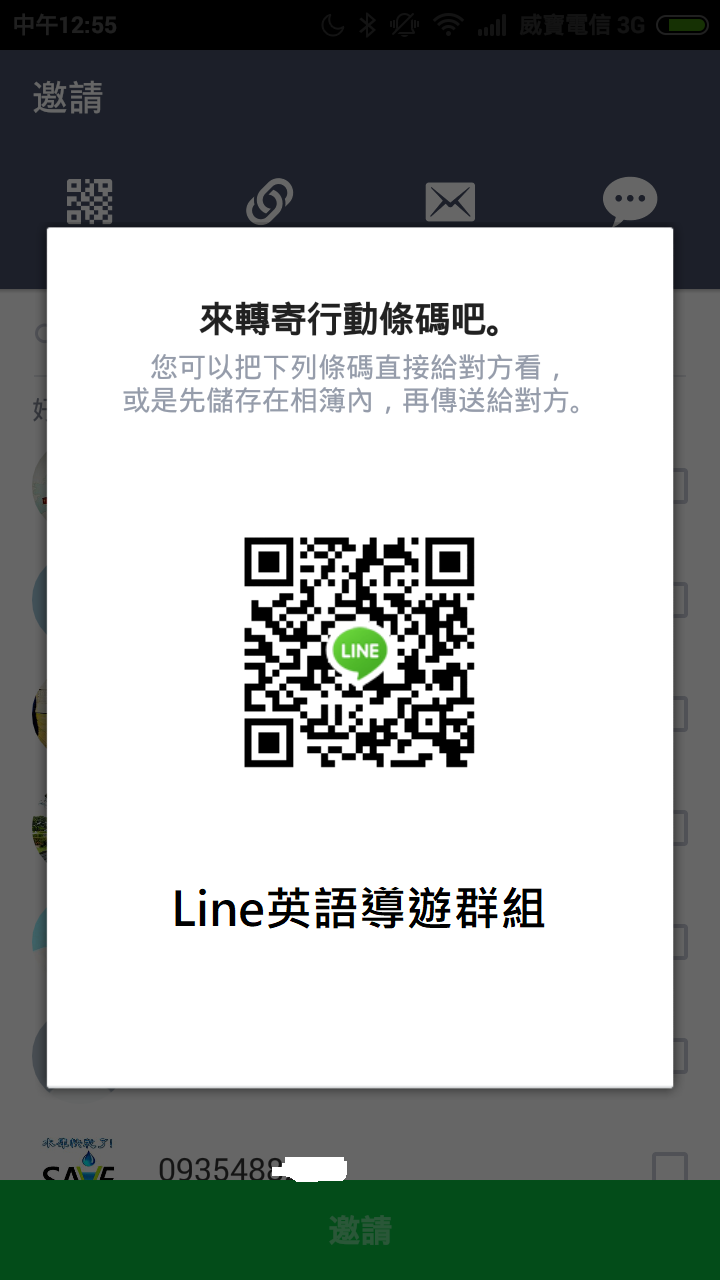 中午12:55
威寶電信 3G
邀請
來轉寄行動條碼吧。
您可以把下列條碼直接給對方看，
或是先儲存在相簿內，再傳送給對方。
LINE
Line英語導遊群組
SAVE
0935488
邀請